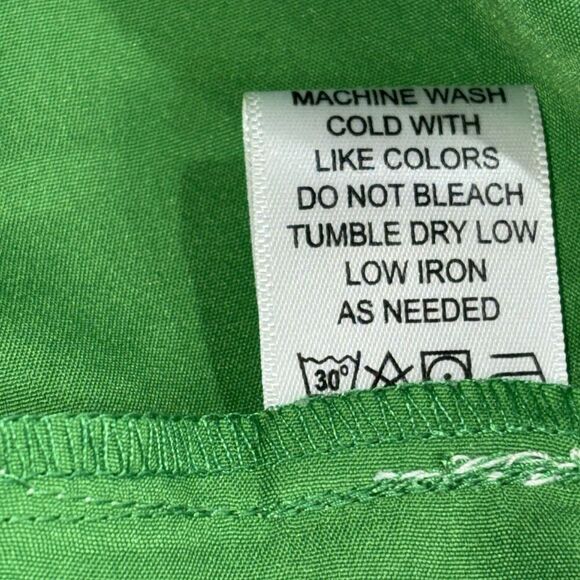 MACHINE WASH
COLD WITH
LIKE COLORS
DO NOT BLEACH
TUMBLE DRY LOW
LOW IRON
AS NEEDED
30°